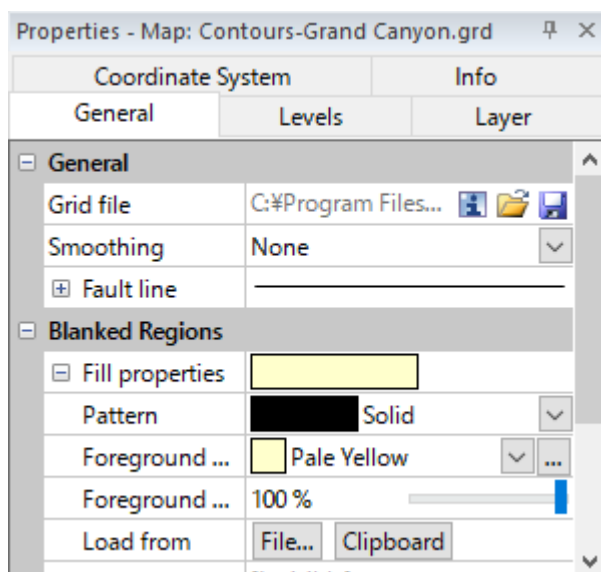 Properties - Map: Contours-Grand Canyon.grd
Coordinate System Info
General Levels Layer
General
Grid file C:¥Program Files...
Smoothing None
Fault line
Blanked Regions
Fill properties
Pattern Solid
Foreground ... Pale Yellow ...
Foreground ... 100 %
Load from File... Clipboard